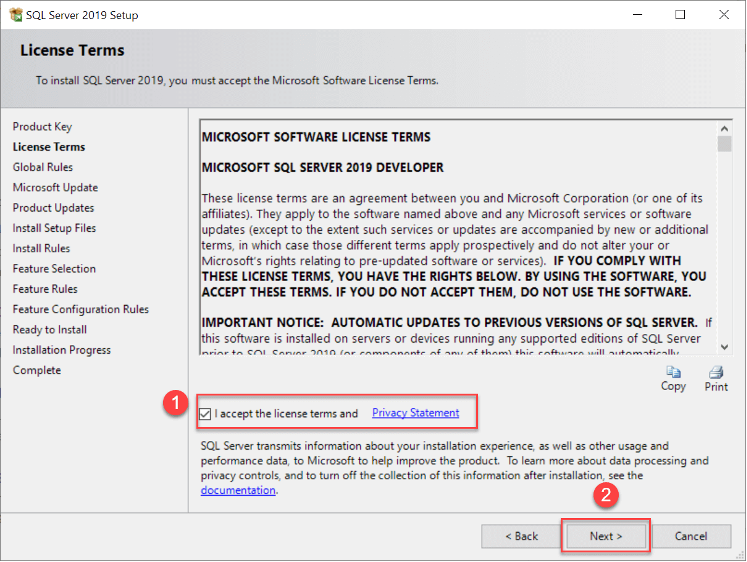 SQL Server 2019 Setup
License Terms
To install SQL Server 2019, you must accept the Microsoft Software License Terms.
Product Key
License Terms
Global Rules
Microsoft Update
Product Updates
Install Setup Files
Install Rules
Feature Selection
Feature Rules
Feature Configuration Rules
Ready to Install
Installation Progress
Complete
MICROSOFT SOFTWARE LICENSE TERMS
MICROSOFT SQL SERVER 2019 DEVELOPER
These license terms are an agreement between you and Microsoft Corporation (or one of its
affiliates). They apply to the software named above and any Microsoft services or software
updates (except to the extent such services or updates are accompanied by new or additional
terms, in which case those different terms apply prospectively and do not alter your or
Microsoft's rights relating to pre-updated software or services). IF YOU COMPLY WITH
THESE LICENSE TERMS, YOU HAVE THE RIGHTS BELOW. BY USING THE SOFTWARE, YOU
ACCEPT THESE TERMS. IF YOU DO NOT ACCEPT THEM, DO NOT USE THE SOFTWARE.
IMPORTANT NOTICE: AUTOMATIC UPDATES TO PREVIOUS VERSIONS OF SQL SERVER. If
this software is installed on servers or devices running any supported editions of SQL Server
prior to SQL Server 2019 (or components of any of them) this software will automatically
Copy
Print
1
I accept the license terms and Privacy Statement
SQL Server transmits information about your installation experience, as well as other usage and
performance data, to Microsoft to help improve the product. To learn more about data processing and
privacy controls, and to turn off the collection of this information after installation, see the
documentation.
2
< Back
Next >
Cancel